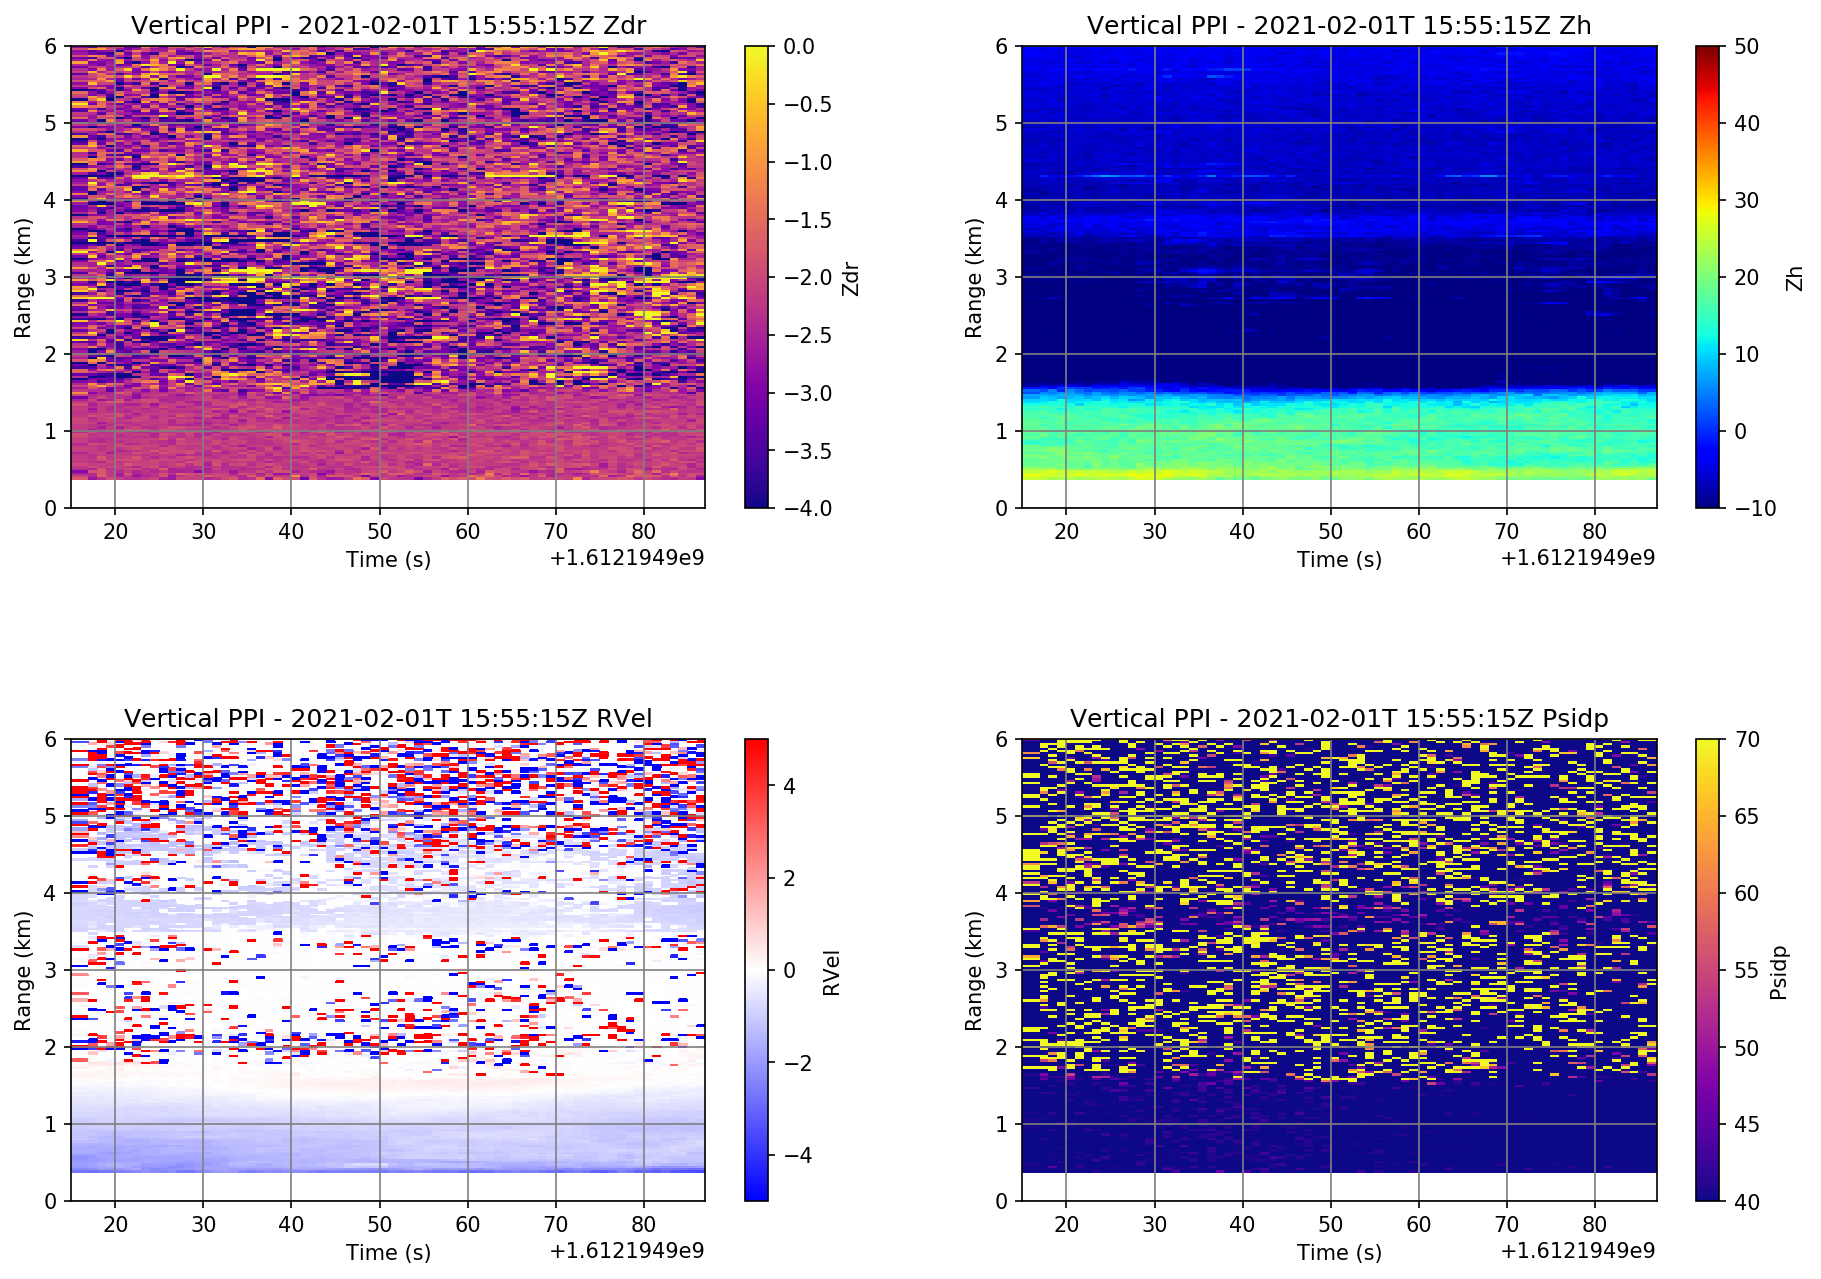 Vertical PPI - 2021-02-01T 15:55:15Z Zdr
6
5
4
3
2
1
0
Range (km)
20 30 40 50 60 70 80
Time (s)
+1.6121949e9
0.0
−0.5
−1.0
−1.5
−2.0
−2.5
−3.0
−3.5
−4.0
Zdr
Vertical PPI - 2021-02-01T 15:55:15Z Zh
6
5
4
3
2
1
0
Range (km)
20 30 40 50 60 70 80
Time (s)
+1.6121949e9
50
40
30
20
10
0
−10
Zh
Vertical PPI - 2021-02-01T 15:55:15Z RVel
6
5
4
3
2
1
0
Range (km)
20 30 40 50 60 70 80
Time (s)
+1.6121949e9
4
2
0
−2
−4
RVel
Vertical PPI - 2021-02-01T 15:55:15Z Psidp
6
5
4
3
2
1
0
Range (km)
20 30 40 50 60 70 80
Time (s)
+1.6121949e9
70
65
60
55
50
45
40
Psidp